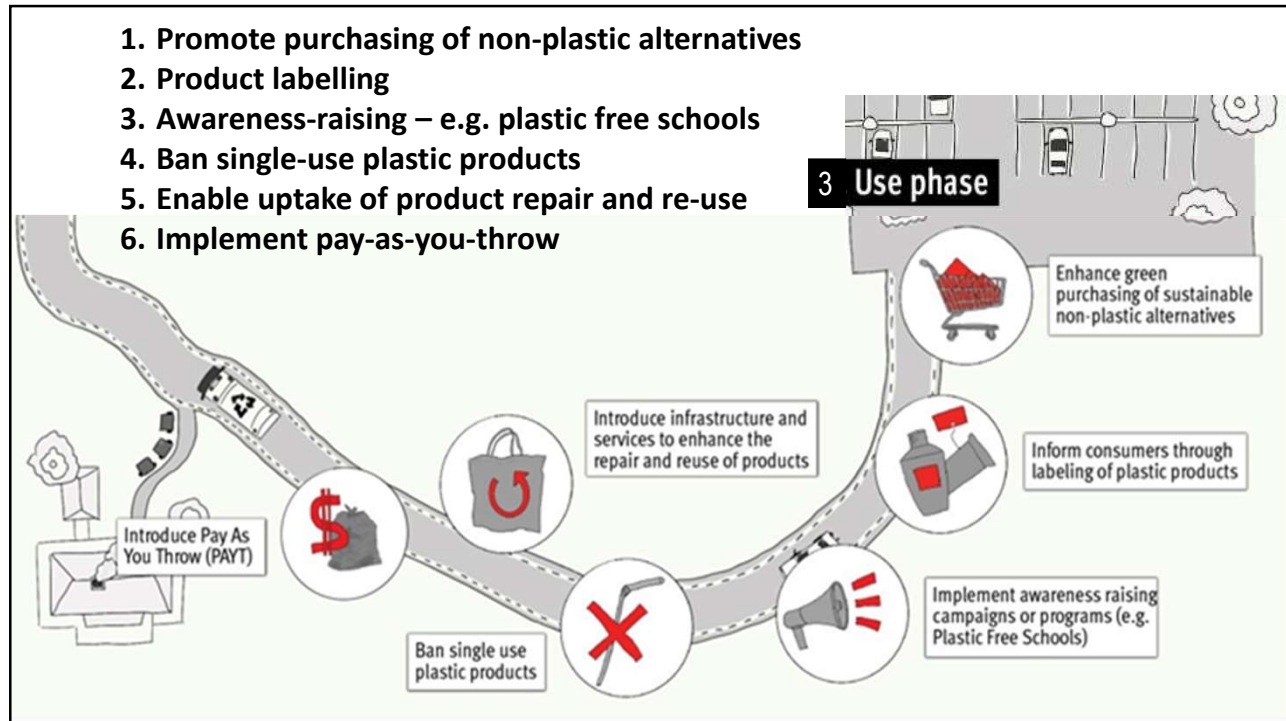 1. Promote purchasing of non-plastic alternatives
2. Product labelling
3. Awareness-raising – e.g. plastic free schools
4. Ban single-use plastic products
5. Enable uptake of product repair and re-use
6. Implement pay-as-you-throw
3 Use phase
Enhance green
purchasing of sustainable
non-plastic alternatives
Introduce infrastructure and
services to enhance the
repair and reuse of products
Inform consumers through
labeling of plastic products
Introduce Pay As
You Throw (PAYT)
$
Implement awareness raising
campaigns or programs (e.g.
Plastic Free Schools)
Ban single use
plastic products